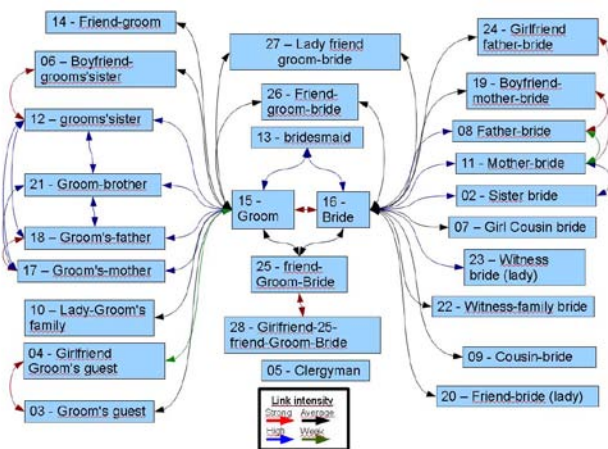 14 - Friend-groom
06 – Boyfriend-
grooms'sister
12 – grooms'sister
21 - Groom-brother
18 – Groom's-father
17 - Groom's-mother
10 – Lady-Groom's
family
04 - Girlfriend
Groom's guest
03 - Groom's guest
27 – Lady friend
groom-bride
26 - Friend-
groom-bride
13 - bridesmaid
15 -
Groom
16 -
Bride
25 - friend-
Groom-Bride
28 - Girlfriend-25-
friend-Groom-Bride
05 - Clergyman
Link intensity
Strong Average
High Weak
24 - Girlfriend
father-bride
19 - Boyfriend-
mother-bride
08 Father-bride
11 - Mother-bride
02 - Sister bride
07 – Girl Cousin bride
23 – Witness
bride (lady)
22 - Witness-family bride
09 - Cousin-bride
20 - Friend-bride (lady)